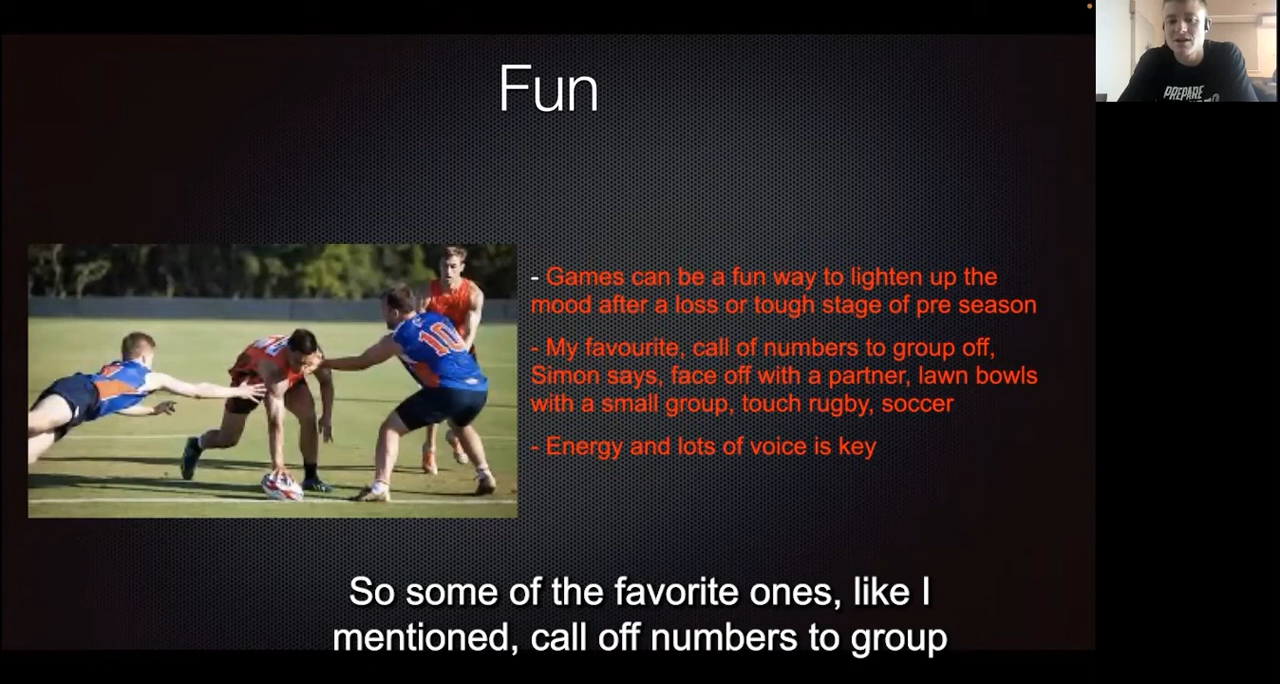 Fun
PREPARE
10
- Games can be a fun way to lighten up the
mood after a loss or tough stage of pre season
- My favourite, call of numbers to group off,
Simon says, face off with a partner, lawn bowls
with a small group, touch rugby, soccer
- Energy and lots of voice is key
So some of the favorite ones, like I
mentioned, call off numbers to group